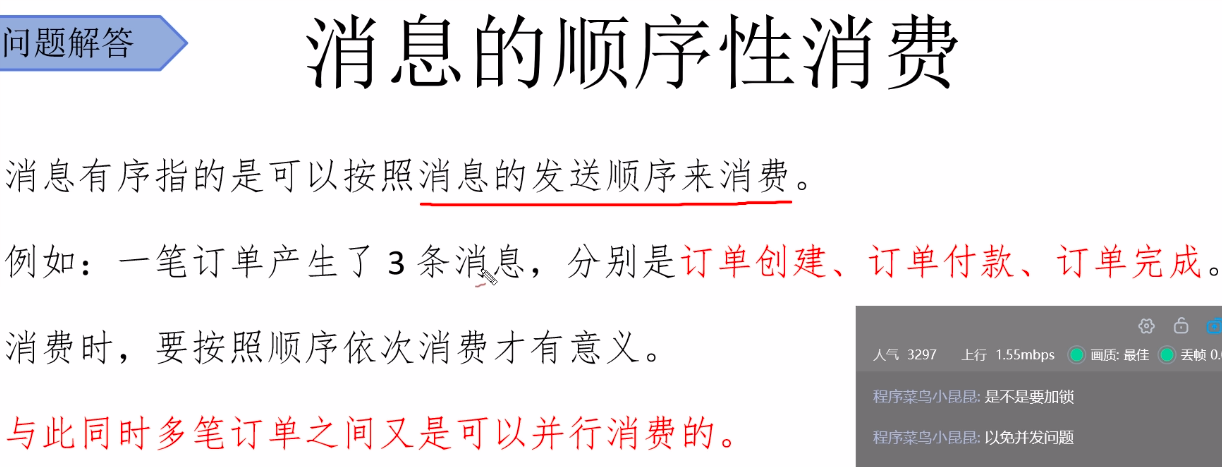 问题解答
消息的顺序性消费
消息有序指的是可以按照消息的发送顺序来消费。
例如：一笔订单产生了 3 条消息，分别是订单创建、订单付款、订单完成。
消费时，要按照顺序依次消费才有意义。
与此同时多笔订单之间又是可以并行消费的。
人气 3297 上行 1.55mbps 画质: 最佳 丢帧 0.0
程序菜鸟小昆昆: 是不是要加锁
程序菜鸟小昆昆: 以免并发问题